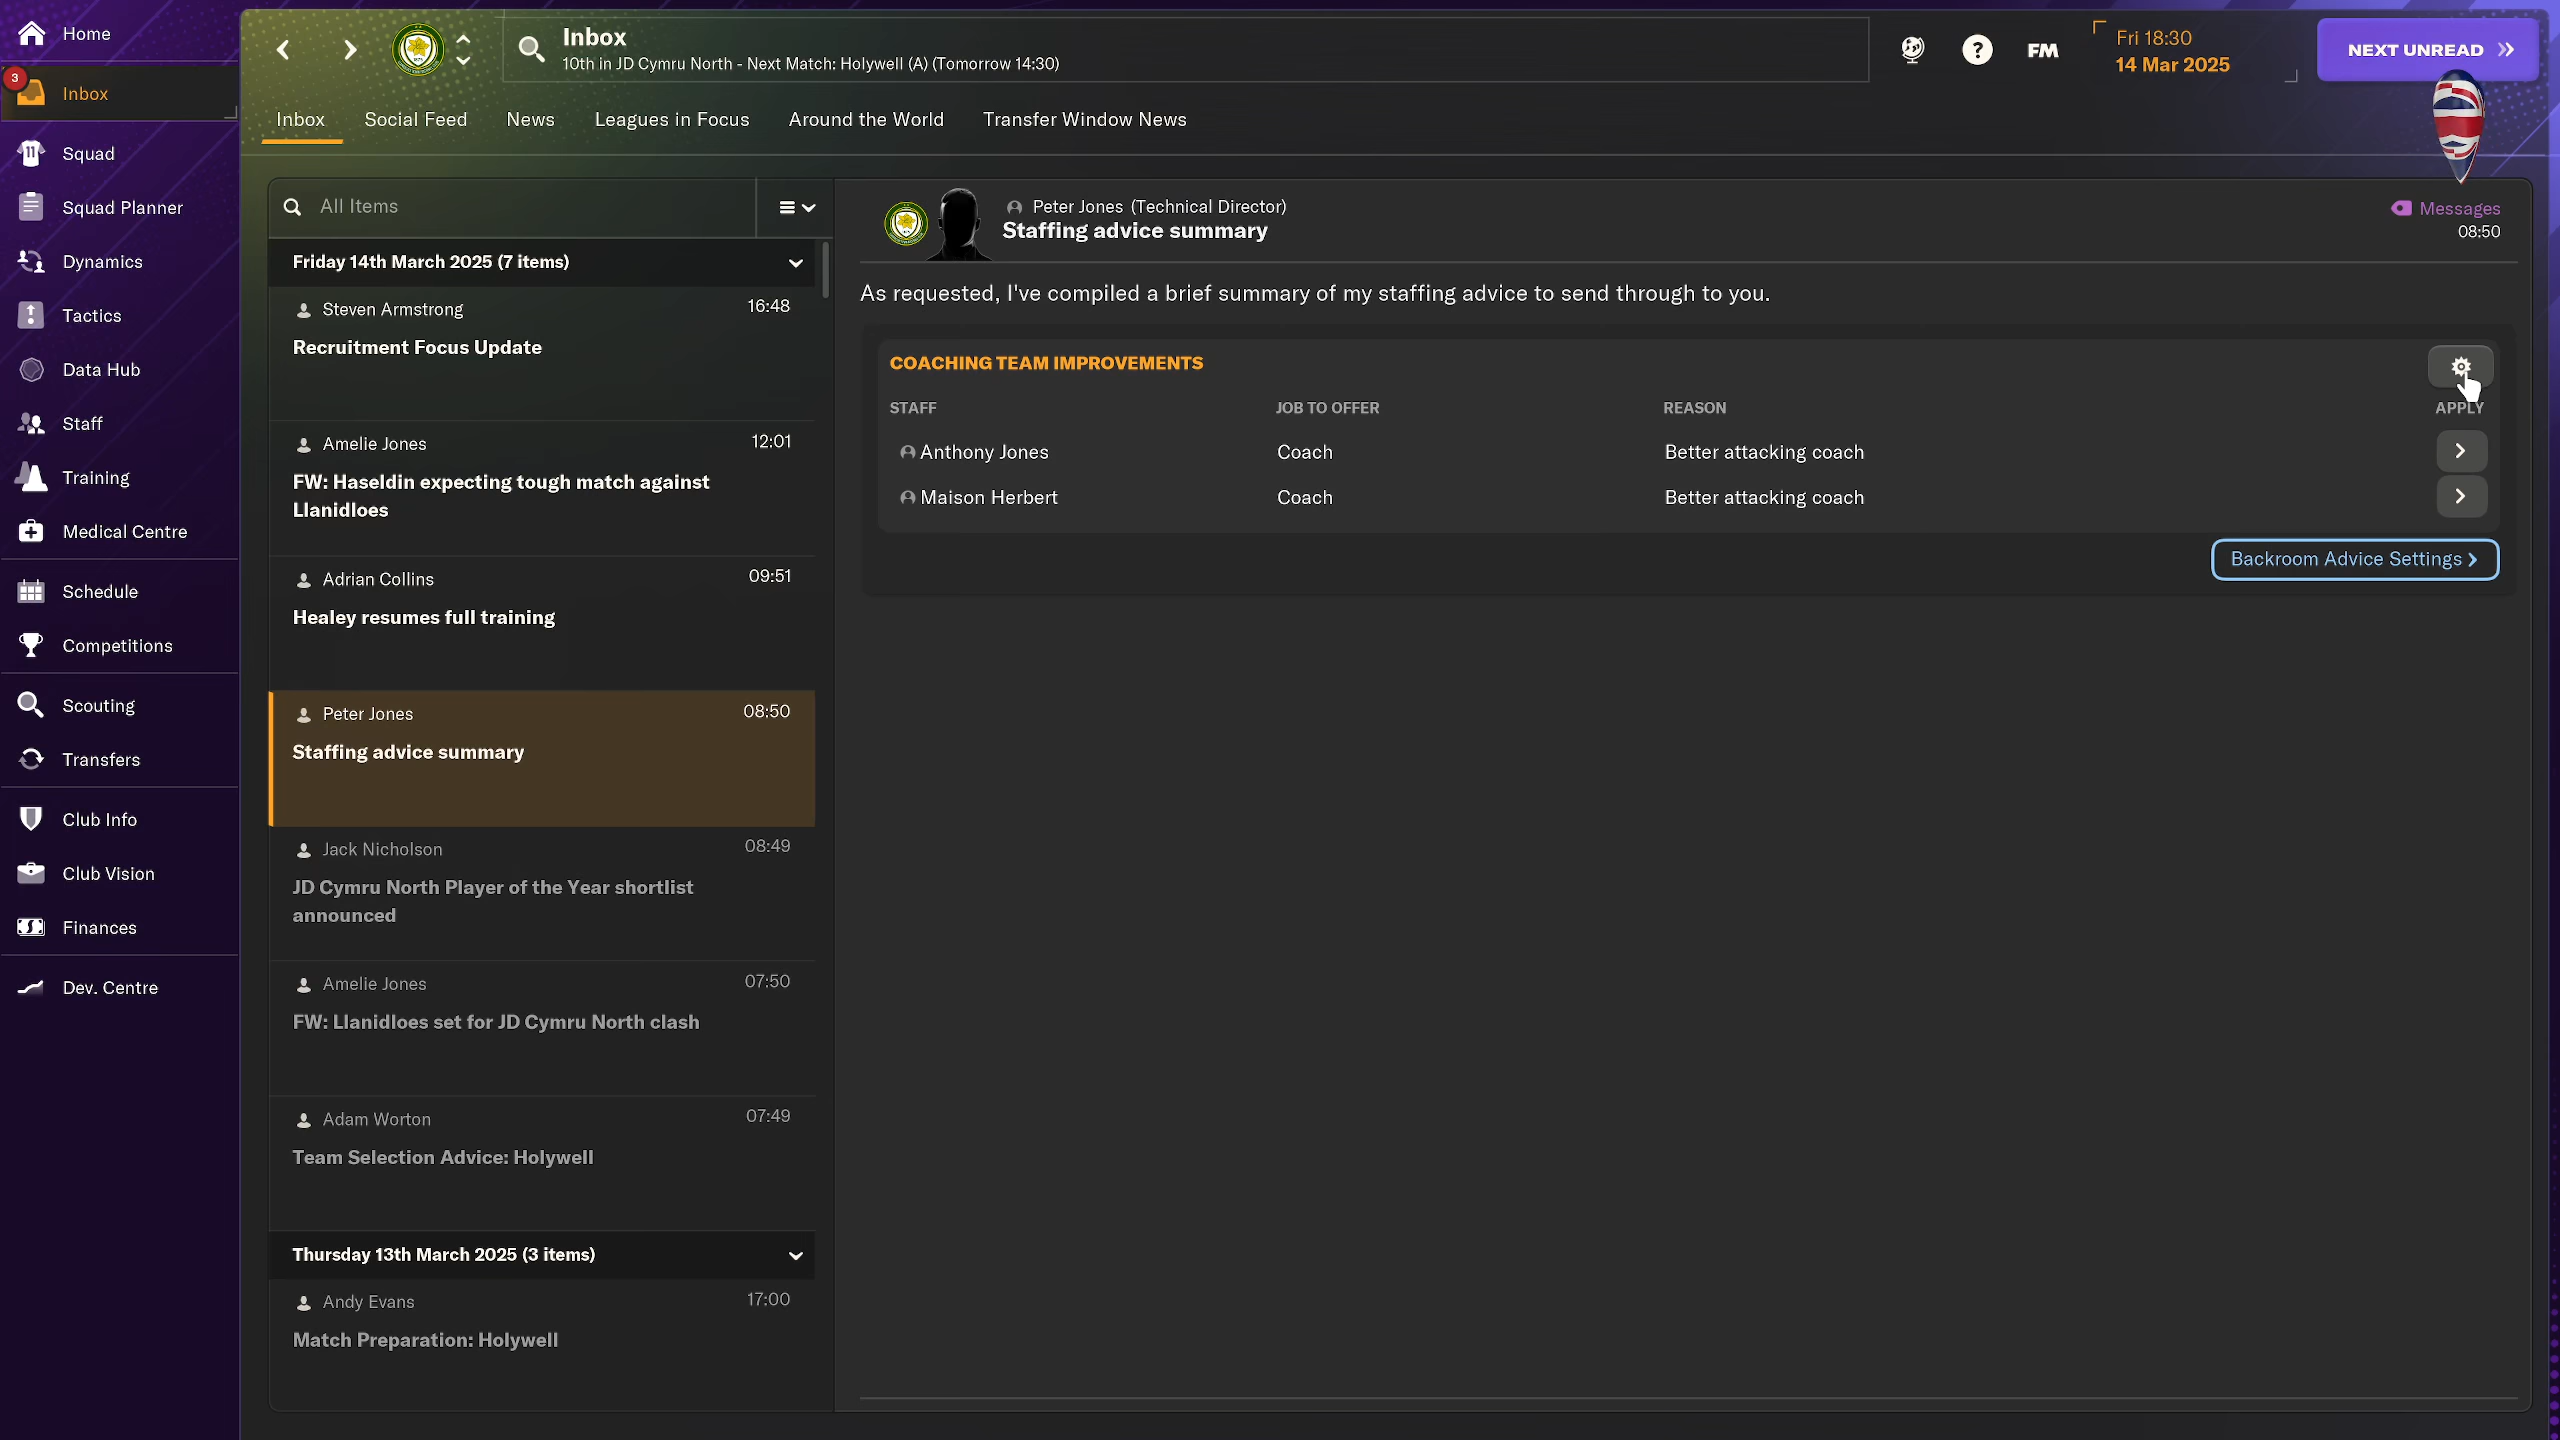 Home
3
Inbox
Squad
Squad Planner
Dynamics
Tactics
Data Hub
Staff
Training
Medical Centre
Schedule
Competitions
Scouting
Transfers
Club Info
Club Vision
Finances
Dev. Centre
Inbox
10th in JD Cymru North - Next Match: Holywell (A) (Tomorrow 14:30)
FM
Fri 18:30
14 Mar 2025
NEXT UNREAD
Inbox
Social Feed
News
Leagues in Focus
Around the World
Transfer Window News
All Items
Friday 14th March 2025 (7 items)
Steven Armstrong
16:48
Recruitment Focus Update
Amelie Jones
12:01
FW: Haseldin expecting tough match against
Llanidloes
Adrian Collins
09:51
Healey resumes full training
Peter Jones
08:50
Staffing advice summary
Jack Nicholson
08:49
JD Cymru North Player of the Year shortlist
announced
Amelie Jones
07:50
FW: Llanidloes set for JD Cymru North clash
Adam Worton
07:49
Team Selection Advice: Holywell
Thursday 13th March 2025 (3 items)
Andy Evans
17:00
Match Preparation: Holywell
Peter Jones (Technical Director)
Staffing advice summary
Messages
08:50
As requested, I've compiled a brief summary of my staffing advice to send through to you.
COACHING TEAM IMPROVEMENTS
STAFF JOB TO OFFER REASON APPLY
Anthony Jones Coach Better attacking coach
Maison Herbert Coach Better attacking coach
Backroom Advice Settings